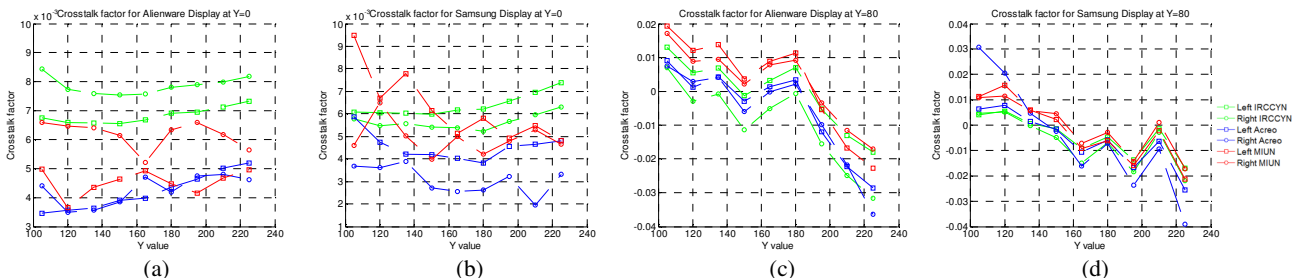 x 10⁻³Crosstalk factor for Alienware Display at Y=0
10
9
8
7
6
5
4
3
100 120 140 160 180 200 220 240
Crosstalk factor
Y value
(a)
x 10⁻³Crosstalk factor for Samsung Display at Y=0
10
9
8
7
6
5
4
3
2
1
100 120 140 160 180 200 220 240
Crosstalk factor
Y value
(b)
Crosstalk factor for Alienware Display at Y=80
0.02
0.01
0
-0.01
-0.02
-0.03
-0.04
100 120 140 160 180 200 220 240
Crosstalk factor
Y value
(c)
Crosstalk factor for Samsung Display at Y=80
0.04
0.03
0.02
0.01
0
-0.01
-0.02
-0.03
-0.04
100 120 140 160 180 200 220 240
Crosstalk factor
Y value
(d)
Left IRCCYN
Right IRCCYN
Left Acreo
Right Acreo
Left MIUN
Right MIUN